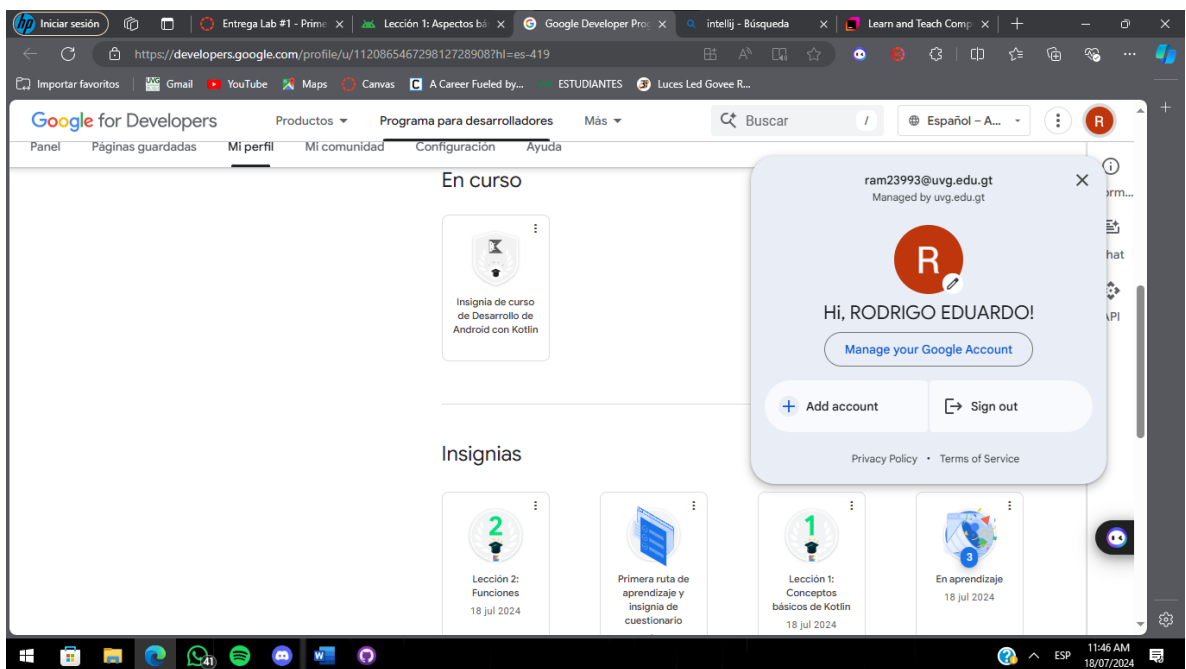 Iniciar sesión
Entrega Lab #1 - Prime
Lección 1: Aspectos bá
Google Developer Prog
intellij - Búsqueda
Learn and Teach Comp
https://developers.google.com/profile/u/112086546729812728908?hl=es-419
Importar favoritos
Gmail
YouTube
Maps
Canvas
A Career Fueled by...
ESTUDIANTES
Luces Led Govee R...
Google for Developers
Productos
Programa para desarrolladores
Más
Buscar
/
Español – A...
R
Panel
Páginas guardadas
Mi perfil
Mi comunidad
Configuración
Ayuda
En curso
Insignia de curso
de Desarrollo de
Android con Kotlin
ram23993@uvg.edu.gt
Managed by uvg.edu.gt
R
Hi, RODRIGO EDUARDO!
Manage your Google Account
Add account
Sign out
Privacy Policy • Terms of Service
orm...
hat
API
Insignias
2
Lección 2:
Funciones
18 jul 2024
Primera ruta de
aprendizaje y
insignia de
cuestionario
1
Lección 1:
Conceptos
básicos de Kotlin
18 jul 2024
3
En aprendizaje
18 jul 2024
41
ESP
11:46 AM
18/07/2024